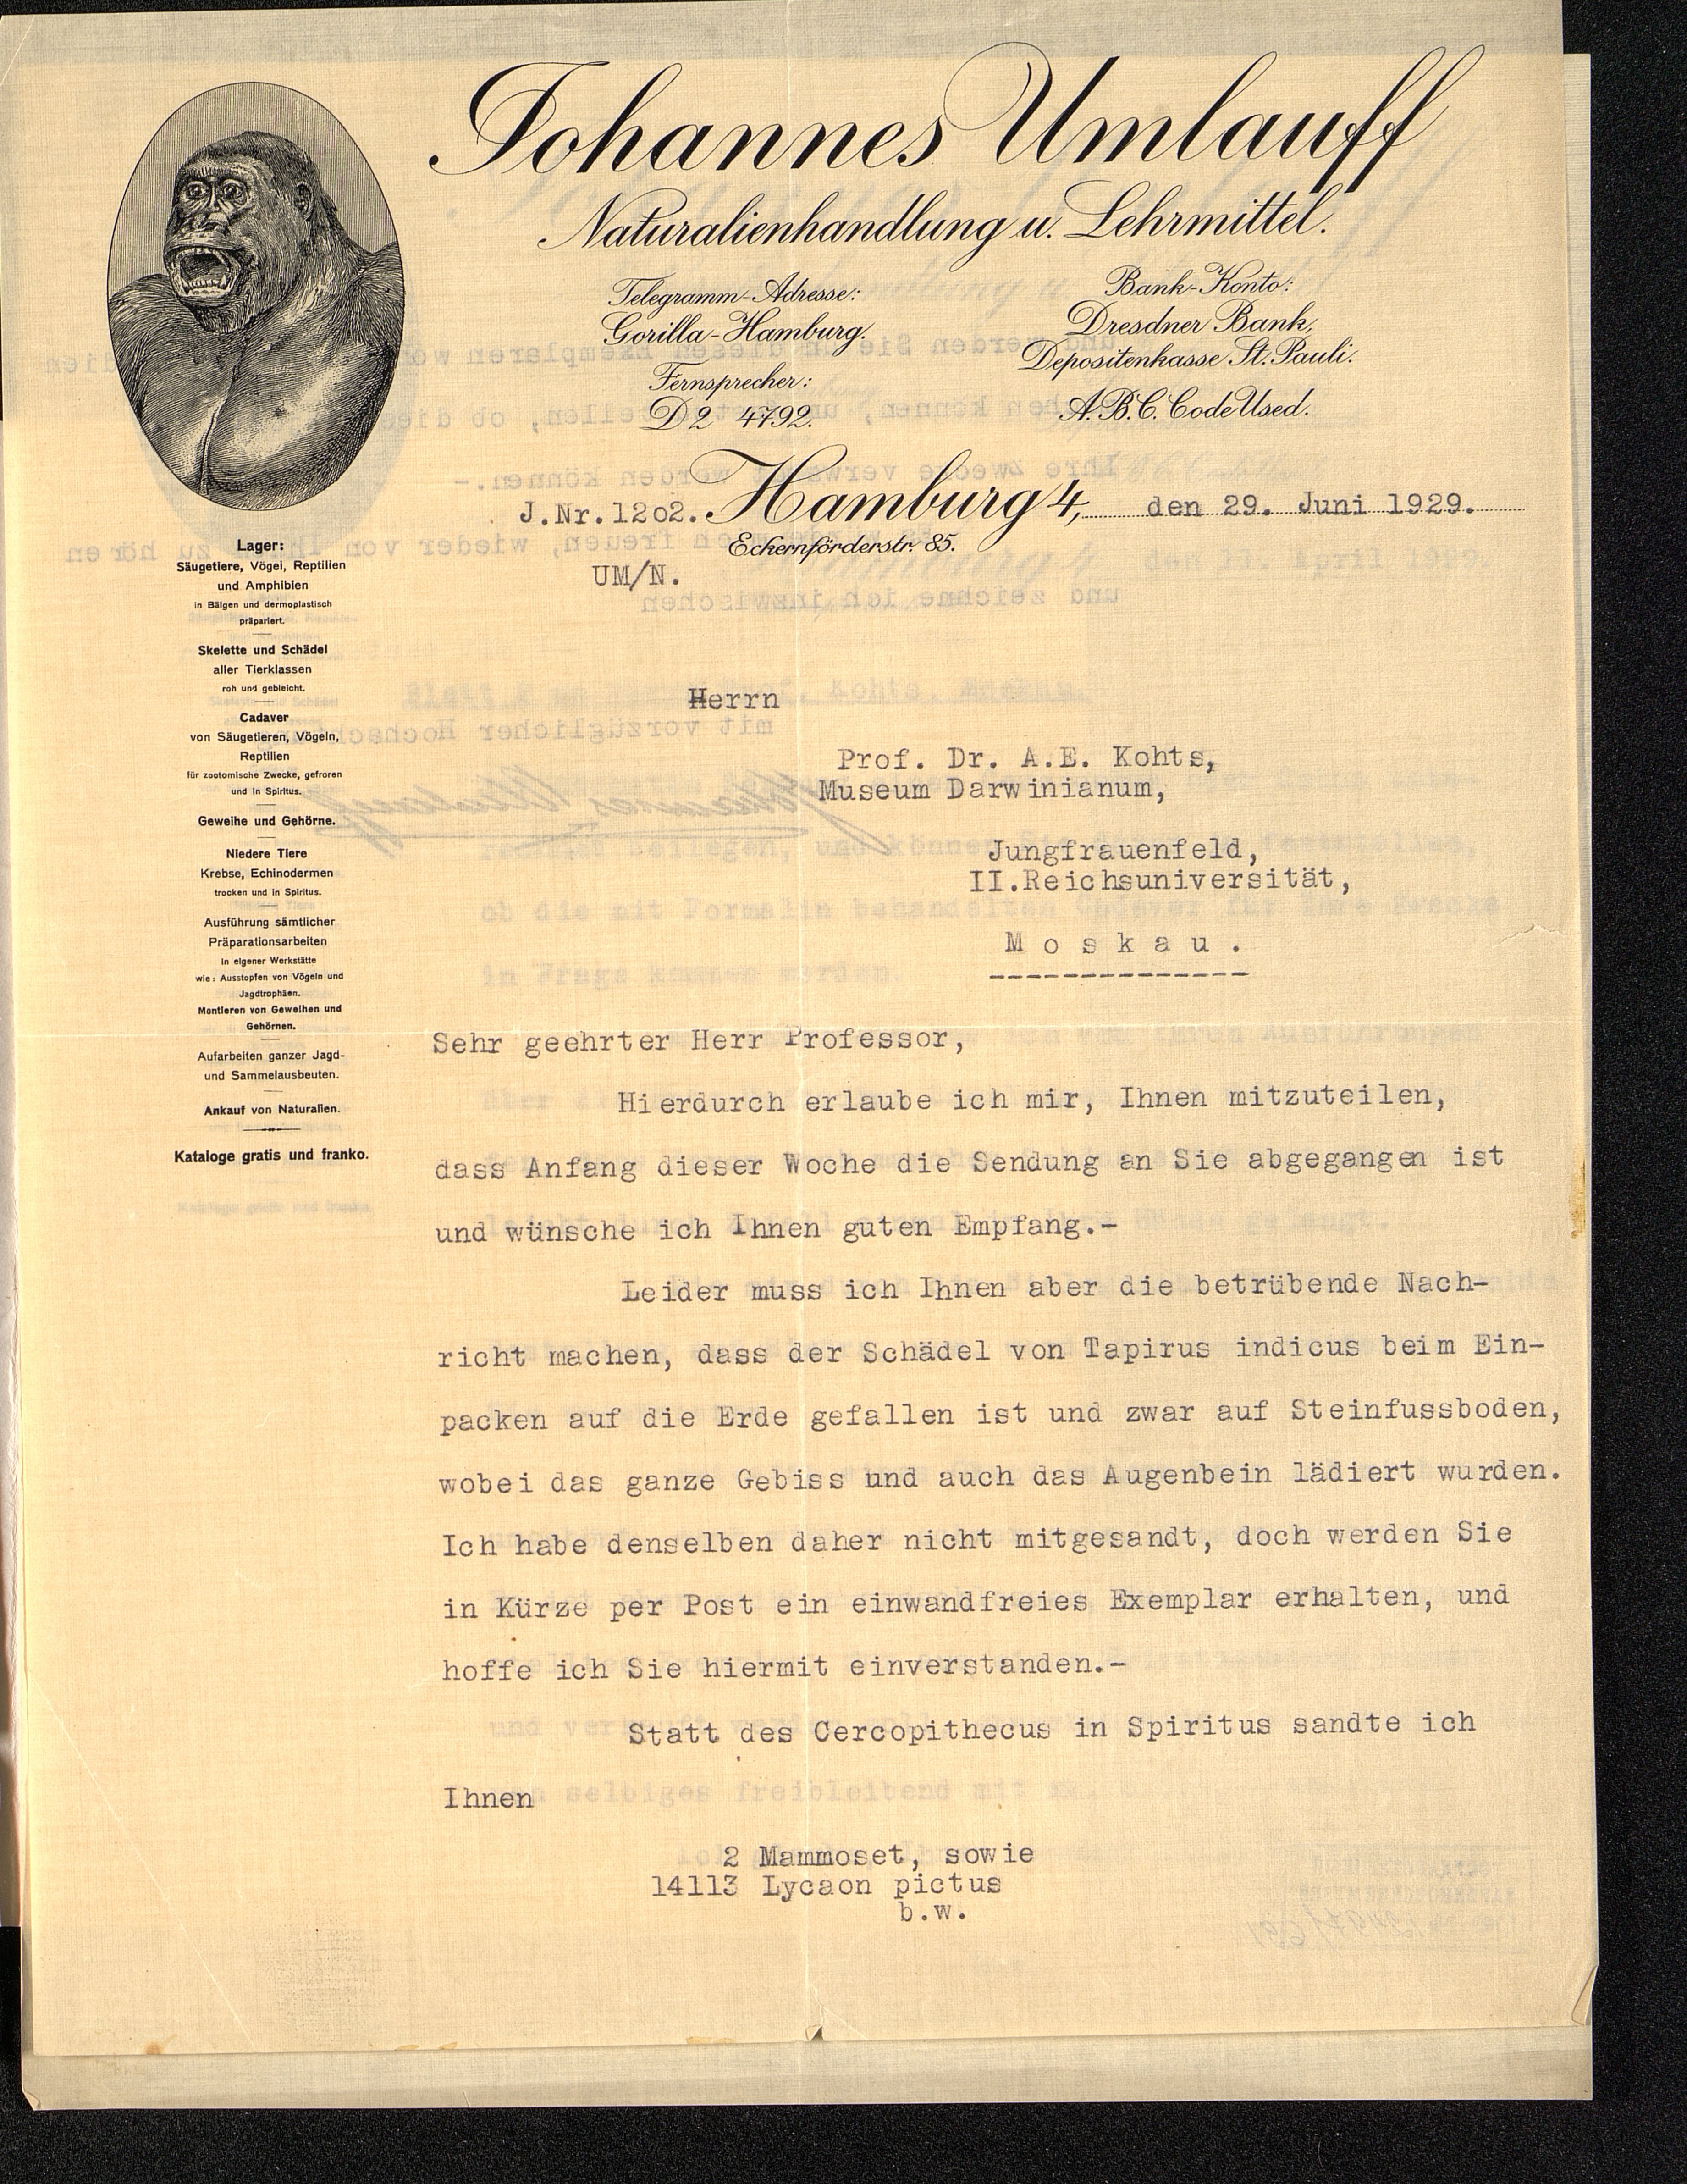 Johannes Umlauff
Naturalienhandlung u. Lehrmittel.
Telegramm-Adresse:
Gorilla-Hamburg.
Fernsprecher:
D2 4792.
Bank-Konto:
Dresdner Bank,
Depositenkasse St. Pauli.
A.B.C. Code Used.
J.Nr.12o2. Hamburg 4, den 29. Juni 1929.
Eckernförderstr. 85.
UM/N.
Lager:
Säugetiere, Vögel, Reptilien
und Amphibien
in Bälgen und dermoplastisch
präpariert.
Skelette und Schädel
aller Tierklassen
roh und gebleicht.
Cadaver
von Säugetieren, Vögeln,
Reptilien
für zootomische Zwecke, gefroren
und in Spiritus.
Geweihe und Gehörne.
Niedere Tiere
Krebse, Echinodermen
trocken und in Spiritus.
Ausführung sämtlicher
Präparationsarbeiten
in eigener Werkstätte
wie: Ausstopfen von Vögeln und
Jagdtrophäen.
Montieren von Geweihen und
Gehörnen.
Aufarbeiten ganzer Jagd-
und Sammelausbeuten.
Ankauf von Naturalien.
Kataloge gratis und franko.
Herrn
Prof. Dr. A.E. Kohts,
Museum Darwinianum,
Jungfrauenfeld,
II.Reichsuniversität,
Moskau.
Sehr geehrter Herr Professor,
Hierdurch erlaube ich mir, Ihnen mitzuteilen,
dass Anfang dieser Woche die Sendung an Sie abgegangen ist
und wünsche ich Ihnen guten Empfang.-
Leider muss ich Ihnen aber die betrübende Nach-
richt machen, dass der Schädel von Tapirus indicus beim Ein-
packen auf die Erde gefallen ist und zwar auf Steinfussboden,
wobei das ganze Gebiss und auch das Augenbein lädiert wurden.
Ich habe denselben daher nicht mitgesandt, doch werden Sie
in Kürze per Post ein einwandfreies Exemplar erhalten, und
hoffe ich Sie hiermit einverstanden.-
Statt des Cercopithecus in Spiritus sandte ich
Ihnen
2 Mammoset, sowie
14113 Lycaon pictus
b.w.